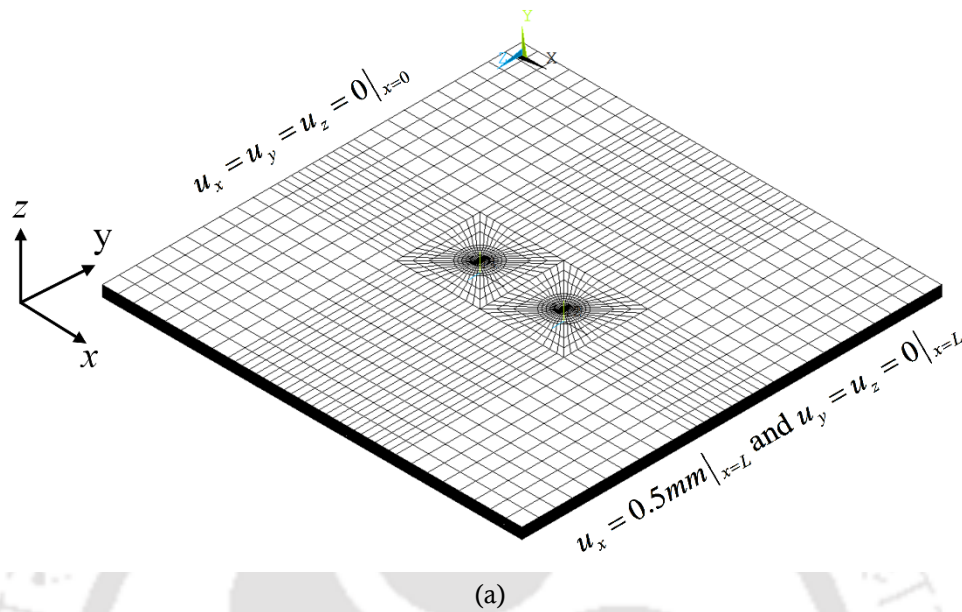 Y
Z X
u_x = u_y = u_z = 0|_{x=0}
z
y
x
u_x = 0.5mm|_{x=L} and u_y = u_z = 0|_{x=L}
(a)